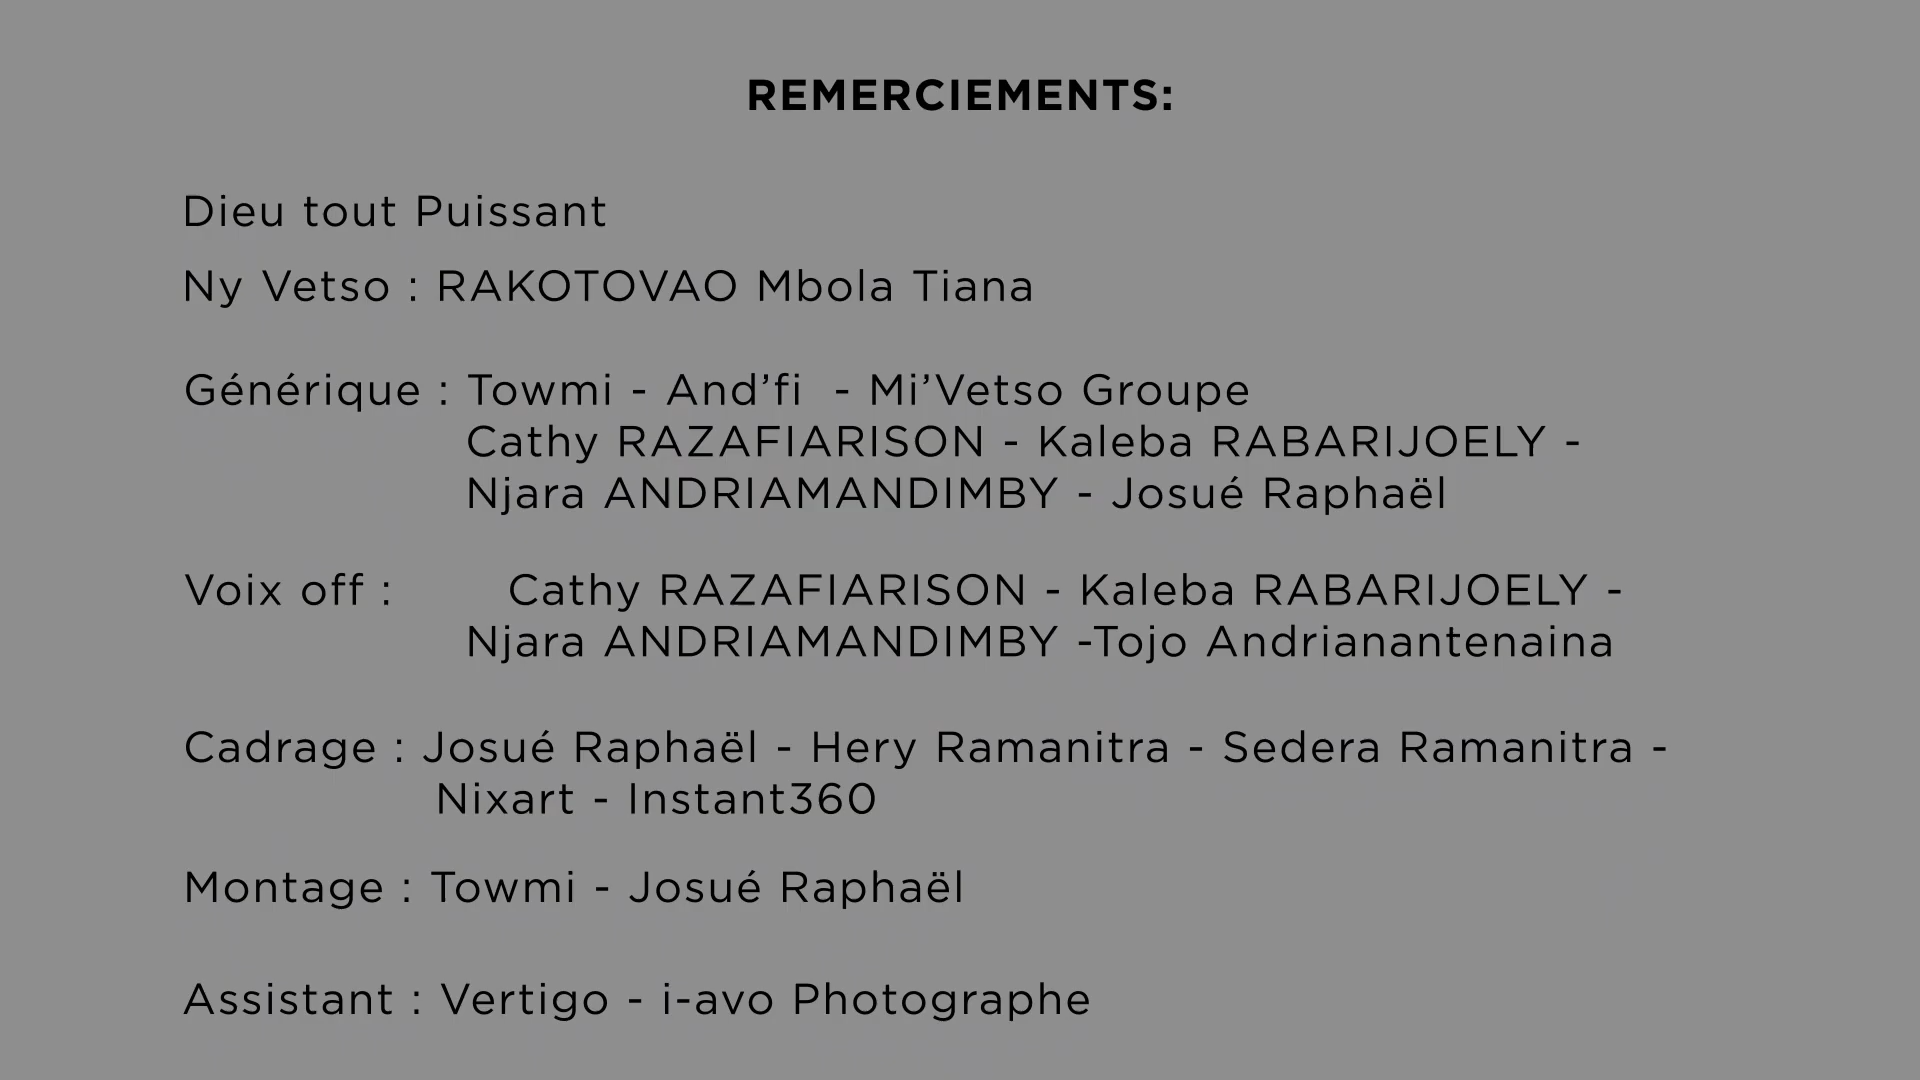 REMERCIEMENTS:
Dieu tout Puissant
Ny Vetso : RAKOTOVAO Mbola Tiana
Générique : Towmi - And’fi - Mi’Vetso Groupe
Cathy RAZAFIARISON - Kaleba RABARIJOELY -
Njara ANDRIAMANDIMBY - Josué Raphaël
Voix off : Cathy RAZAFIARISON - Kaleba RABARIJOELY -
Njara ANDRIAMANDIMBY -Tojo Andrianantenaina
Cadrage : Josué Raphaël - Hery Ramanitra - Sedera Ramanitra -
Nixart - Instant360
Montage : Towmi - Josué Raphaël
Assistant : Vertigo - i-avo Photographe